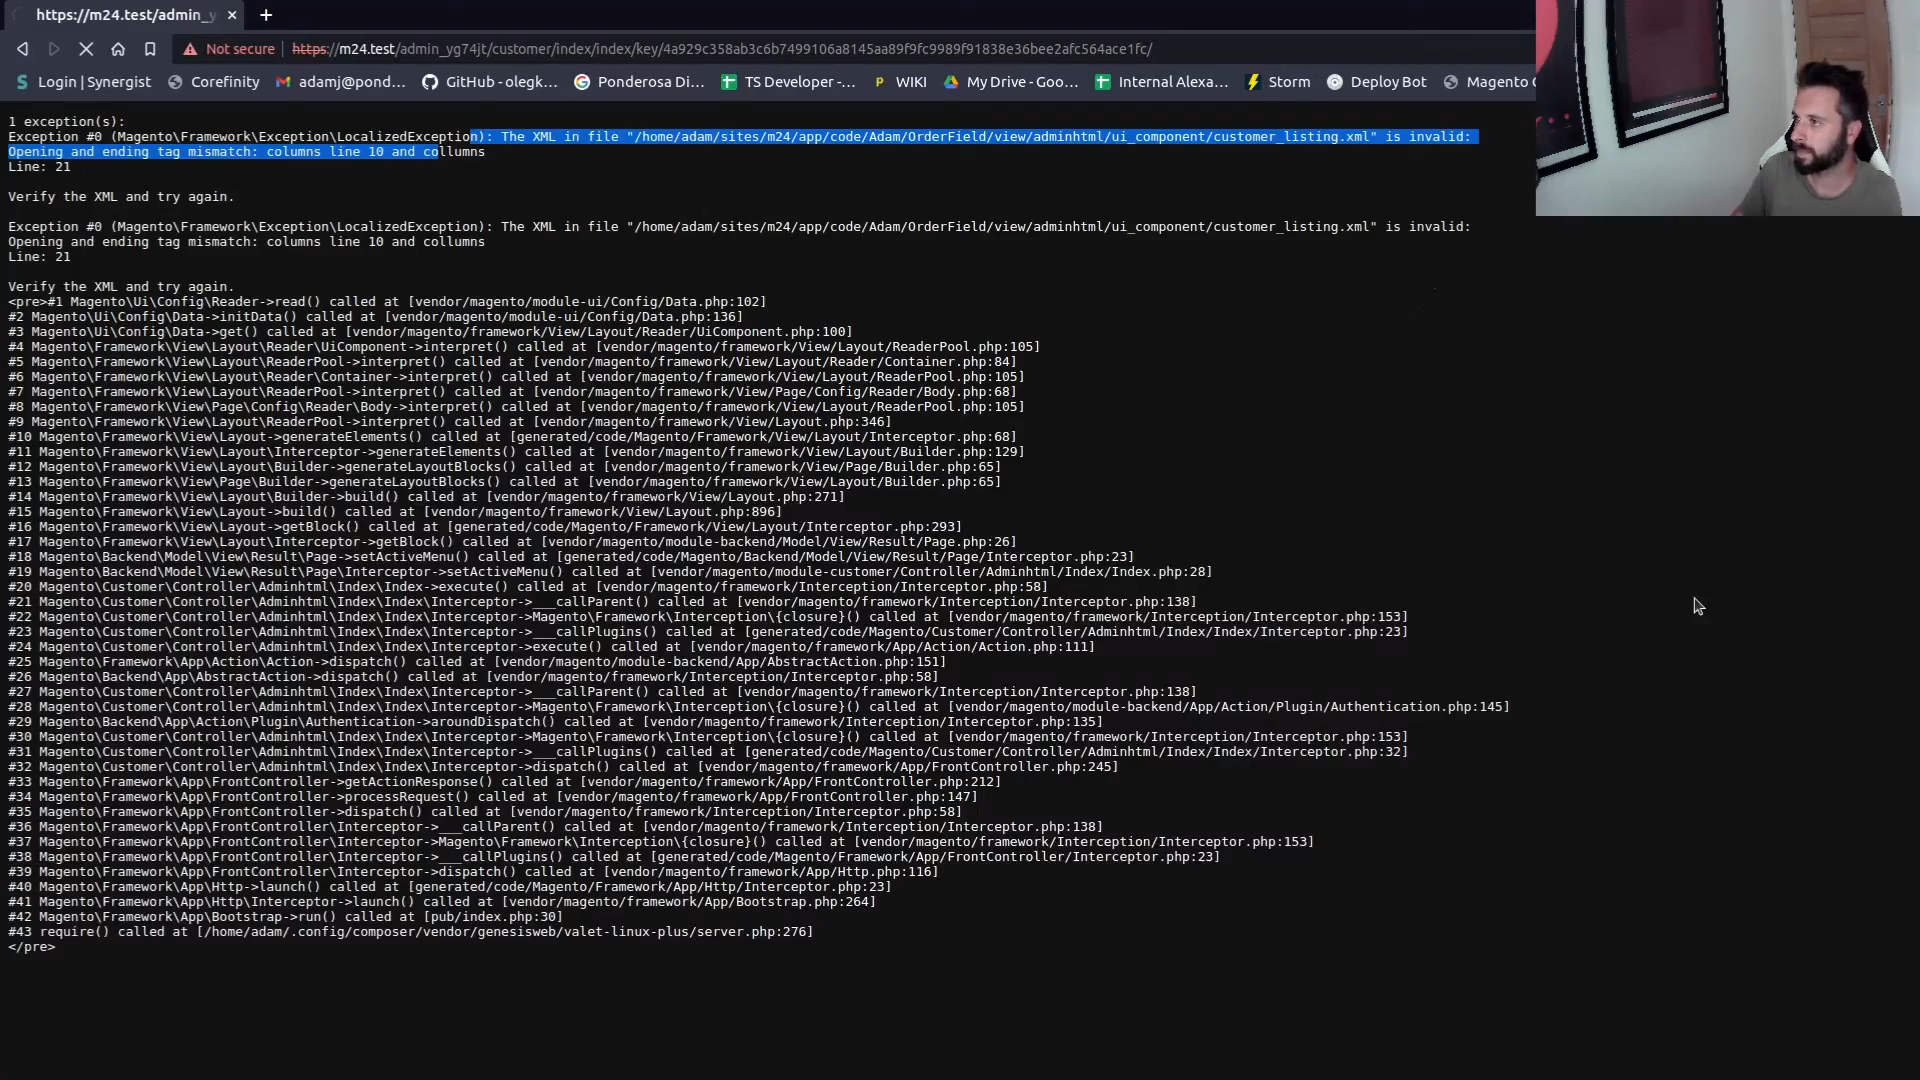 https://m24.test/admin_y
Not secure https://m24.test/admin_yg74jt/customer/index/index/key/4a929c358ab3c6b7499106a8145aa89f9fc9989f91838e36bee2afc564ace1fc/
Login | Synergist Corefinity adamj@pond... GitHub - olegk... Ponderosa Di... TS Developer -... WIKI My Drive - Goo... Internal Alexa... Storm Deploy Bot Magento
1 exception(s):
Exception #0 (Magento\Framework\Exception\LocalizedException): The XML in file "/home/adam/sites/m24/app/code/Adam/OrderField/view/adminhtml/ui_component/customer_listing.xml" is invalid:
Opening and ending tag mismatch: columns line 10 and collumns
Line: 21
Verify the XML and try again.
Exception #0 (Magento\Framework\Exception\LocalizedException): The XML in file "/home/adam/sites/m24/app/code/Adam/OrderField/view/adminhtml/ui_component/customer_listing.xml" is invalid:
Opening and ending tag mismatch: columns line 10 and collumns
Line: 21
Verify the XML and try again.
<pre>#1 Magento\Ui\Config\Reader->read() called at [vendor/magento/module-ui/Config/Data.php:102]
#2 Magento\Ui\Config\Data->initData() called at [vendor/magento/module-ui/Config/Data.php:136]
#3 Magento\Ui\Config\Data->get() called at [vendor/magento/framework/View/Layout/Reader/UiComponent.php:100]
#4 Magento\Framework\View\Layout\Reader\UiComponent->interpret() called at [vendor/magento/framework/View/Layout/ReaderPool.php:105]
#5 Magento\Framework\View\Layout\ReaderPool->interpret() called at [vendor/magento/framework/View/Layout/Reader/Container.php:84]
#6 Magento\Framework\View\Layout\Reader\Container->interpret() called at [vendor/magento/framework/View/Layout/ReaderPool.php:105]
#7 Magento\Framework\View\Layout\ReaderPool->interpret() called at [vendor/magento/framework/View/Page/Config/Reader/Body.php:68]
#8 Magento\Framework\View\Page\Config\Reader\Body->interpret() called at [vendor/magento/framework/View/Layout/ReaderPool.php:105]
#9 Magento\Framework\View\Layout\ReaderPool->interpret() called at [vendor/magento/framework/View/Layout.php:346]
#10 Magento\Framework\View\Layout->generateElements() called at [generated/code/Magento/Framework/View/Layout/Interceptor.php:68]
#11 Magento\Framework\View\Layout\Interceptor->generateElements() called at [vendor/magento/framework/View/Layout/Builder.php:129]
#12 Magento\Framework\View\Layout\Builder->generateLayoutBlocks() called at [vendor/magento/framework/View/Page/Builder.php:65]
#13 Magento\Framework\View\Page\Builder->generateLayoutBlocks() called at [vendor/magento/framework/View/Layout/Builder.php:65]
#14 Magento\Framework\View\Layout\Builder->build() called at [vendor/magento/framework/View/Layout.php:271]
#15 Magento\Framework\View\Layout->build() called at [vendor/magento/framework/View/Layout.php:896]
#16 Magento\Framework\View\Layout->getBlock() called at [generated/code/Magento/Framework/View/Layout/Interceptor.php:293]
#17 Magento\Framework\View\Layout\Interceptor->getBlock() called at [vendor/magento/module-backend/Model/View/Result/Page.php:26]
#18 Magento\Backend\Model\View\Result\Page->setActiveMenu() called at [generated/code/Magento/Backend/Model/View/Result/Page/Interceptor.php:23]
#19 Magento\Backend\Model\View\Result\Page\Interceptor->setActiveMenu() called at [vendor/magento/module-customer/Controller/Adminhtml/Index/Index.php:28]
#20 Magento\Customer\Controller\Adminhtml\Index\Index->execute() called at [vendor/magento/framework/Interception/Interceptor.php:58]
#21 Magento\Customer\Controller\Adminhtml\Index\Index\Interceptor->___callParent() called at [vendor/magento/framework/Interception/Interceptor.php:138]
#22 Magento\Customer\Controller\Adminhtml\Index\Index\Interceptor->Magento\Framework\Interception\{closure}() called at [vendor/magento/framework/Interception/Interceptor.php:153]
#23 Magento\Customer\Controller\Adminhtml\Index\Index\Interceptor->___callPlugins() called at [generated/code/Magento/Customer/Controller/Adminhtml/Index/Index/Interceptor.php:23]
#24 Magento\Customer\Controller\Adminhtml\Index\Index\Interceptor->execute() called at [vendor/magento/framework/App/Action/Action.php:111]
#25 Magento\Framework\App\Action\Action->dispatch() called at [vendor/magento/module-backend/App/AbstractAction.php:151]
#26 Magento\Backend\App\AbstractAction->dispatch() called at [vendor/magento/framework/Interception/Interceptor.php:58]
#27 Magento\Customer\Controller\Adminhtml\Index\Index\Interceptor->___callParent() called at [vendor/magento/framework/Interception/Interceptor.php:138]
#28 Magento\Customer\Controller\Adminhtml\Index\Index\Interceptor->Magento\Framework\Interception\{closure}() called at [vendor/magento/module-backend/App/Action/Plugin/Authentication.php:145]
#29 Magento\Backend\App\Action\Plugin\Authentication->aroundDispatch() called at [vendor/magento/framework/Interception/Interceptor.php:135]
#30 Magento\Customer\Controller\Adminhtml\Index\Index\Interceptor->Magento\Framework\Interception\{closure}() called at [vendor/magento/framework/Interception/Interceptor.php:153]
#31 Magento\Customer\Controller\Adminhtml\Index\Index\Interceptor->___callPlugins() called at [generated/code/Magento/Customer/Controller/Adminhtml/Index/Index/Interceptor.php:32]
#32 Magento\Customer\Controller\Adminhtml\Index\Index\Interceptor->dispatch() called at [vendor/magento/framework/App/FrontController.php:245]
#33 Magento\Framework\App\FrontController->getActionResponse() called at [vendor/magento/framework/App/FrontController.php:212]
#34 Magento\Framework\App\FrontController->processRequest() called at [vendor/magento/framework/App/FrontController.php:147]
#35 Magento\Framework\App\FrontController->dispatch() called at [vendor/magento/framework/Interception/Interceptor.php:58]
#36 Magento\Framework\App\FrontController\Interceptor->___callParent() called at [vendor/magento/framework/Interception/Interceptor.php:138]
#37 Magento\Framework\App\FrontController\Interceptor->Magento\Framework\Interception\{closure}() called at [vendor/magento/framework/Interception/Interceptor.php:153]
#38 Magento\Framework\App\FrontController\Interceptor->___callPlugins() called at [generated/code/Magento/Framework/App/FrontController/Interceptor.php:23]
#39 Magento\Framework\App\FrontController\Interceptor->dispatch() called at [vendor/magento/framework/App/Http.php:116]
#40 Magento\Framework\App\Http->launch() called at [generated/code/Magento/Framework/App/Http/Interceptor.php:23]
#41 Magento\Framework\App\Http\Interceptor->launch() called at [vendor/magento/framework/App/Bootstrap.php:264]
#42 Magento\Framework\App\Bootstrap->run() called at [pub/index.php:30]
#43 require() called at [/home/adam/.config/composer/vendor/genesisweb/valet-linux-plus/server.php:276]
</pre>